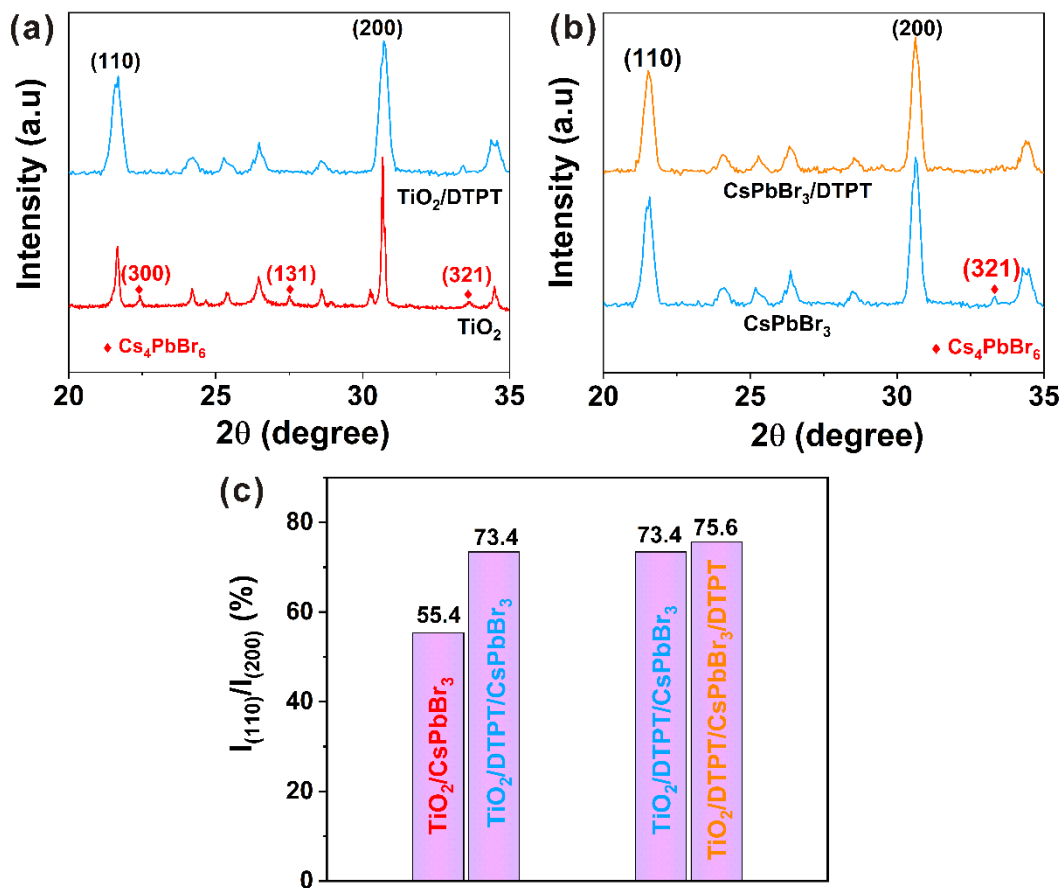 (a)
Intensity (a.u)
(110)
(200)
TiO₂/DTPT
(300)
(131)
(321)
TiO₂
♦ Cs₄PbBr₆
20 25 30 35
2θ (degree)
(b)
Intensity (a.u)
(110)
(200)
CsPbBr₃/DTPT
(321)
CsPbBr₃
♦ Cs₄PbBr₆
20 25 30 35
2θ (degree)
(c)
I₍₁₁₀₎/I₍₂₀₀₎ (%)
80
60
40
20
0
55.4
73.4
73.4
75.6
TiO₂/CsPbBr₃
TiO₂/DTPT/CsPbBr₃
TiO₂/DTPT/CsPbBr₃
TiO₂/DTPT/CsPbBr₃/DTPT